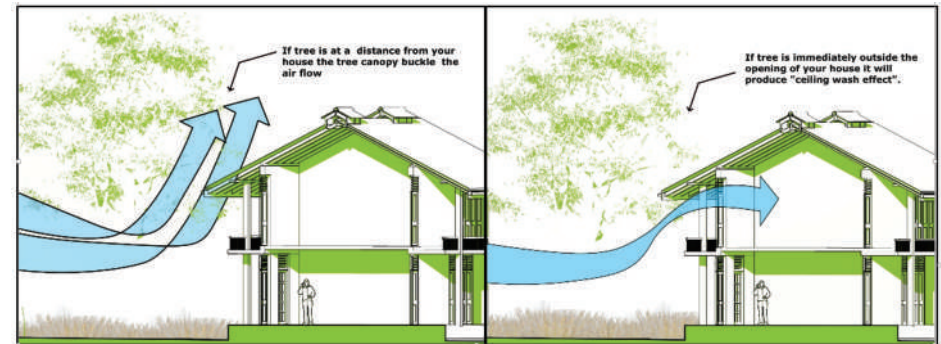 If tree is at a distance from your
house the tree canopy buckle the
air flow
If tree is immediately outside the
opening of your house it will
produce "ceiling wash effect".